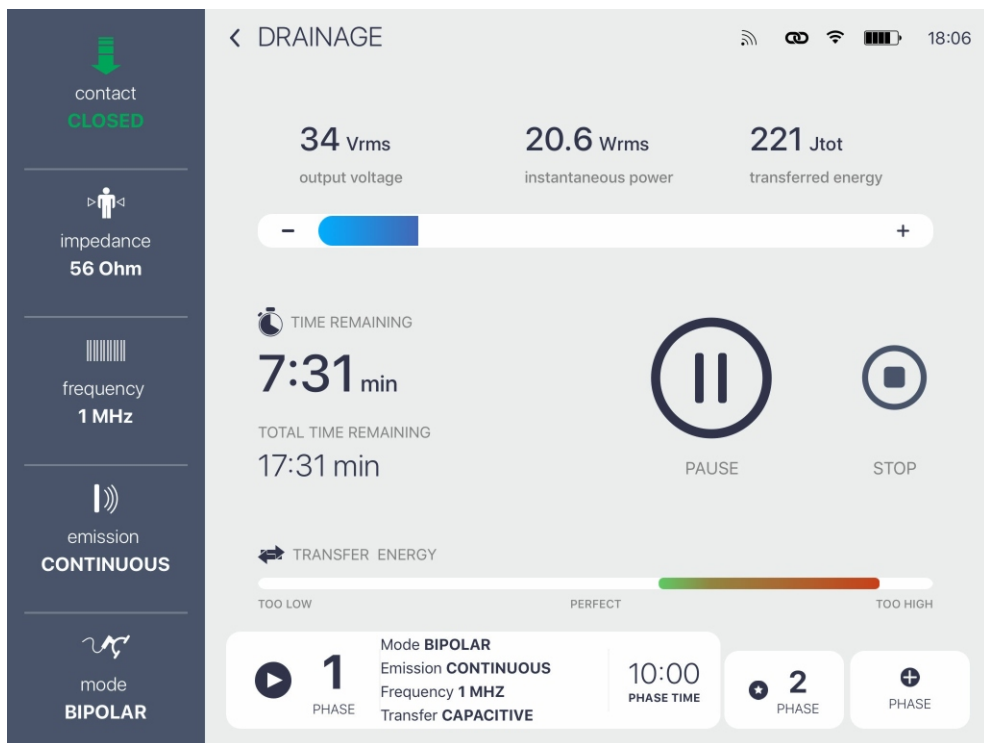 DRAINAGE
18:06
contact
CLOSED
impedance
56 Ohm
frequency
1 MHz
emission
CONTINUOUS
mode
BIPOLAR
34 Vrms 20.6 Wrms 221 Jtot
output voltage instantaneous power transferred energy
- +
TIME REMAINING
7:31 min
TOTAL TIME REMAINING
17:31 min
PAUSE STOP
TRANSFER ENERGY
TOO LOW PERFECT TOO HIGH
1
PHASE
Mode BIPOLAR
Emission CONTINUOUS
Frequency 1 MHZ
Transfer CAPACITIVE
10:00
PHASE TIME
2
PHASE
PHASE